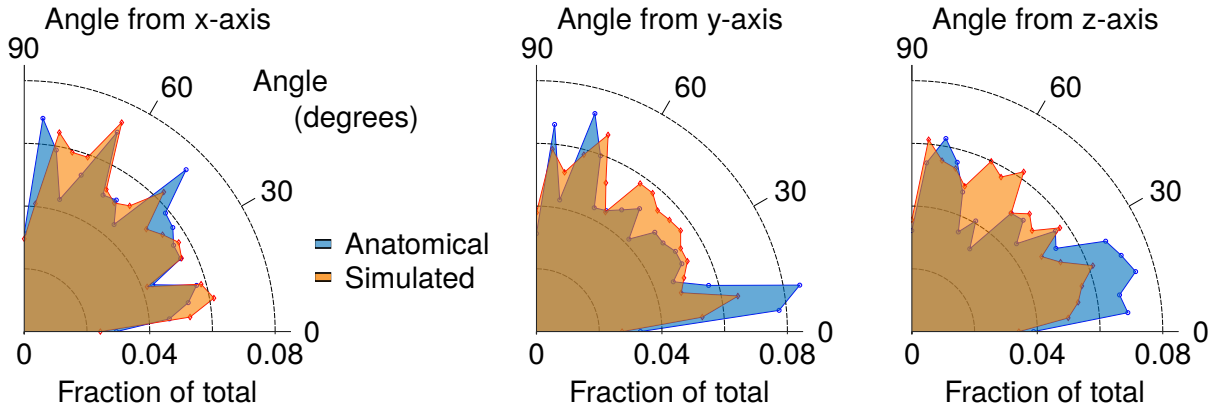 Angle from x-axis
90
60
30
0
0 0.04 0.08
Fraction of total
Angle
(degrees)
Anatomical
Simulated
Angle from y-axis
90
60
30
0
0 0.04 0.08
Fraction of total
Angle from z-axis
90
60
30
0
0 0.04 0.08
Fraction of total